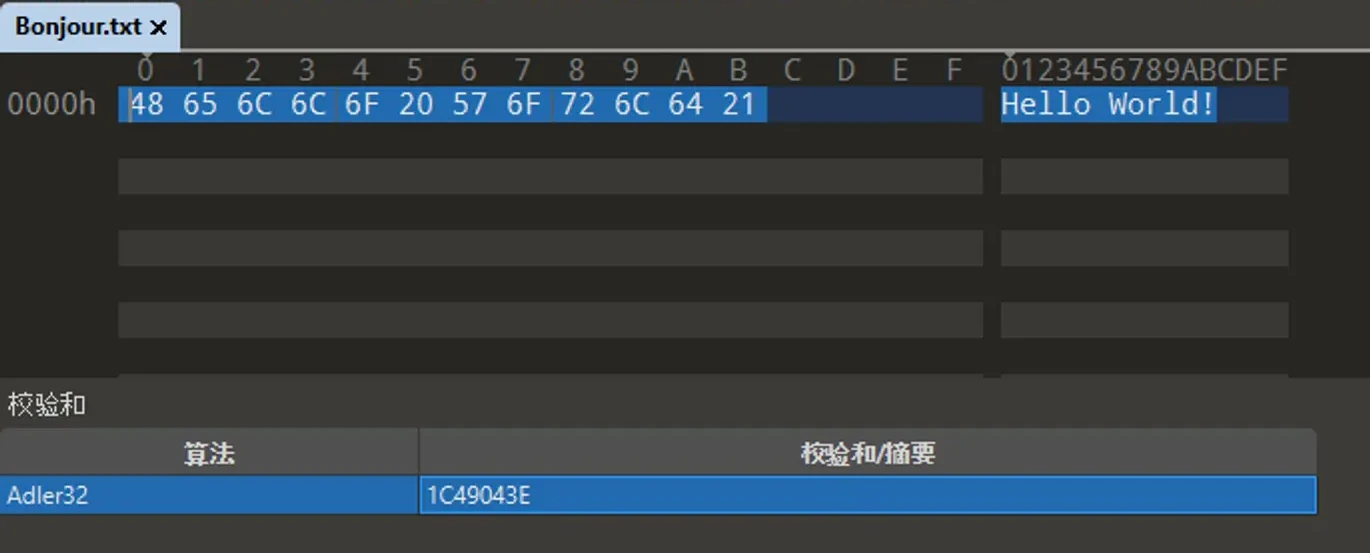 Bonjour.txt ×
0 1 2 3 4 5 6 7 8 9 A B C D E F 0123456789ABCDEF
0000h 48 65 6C 6C 6F 20 57 6F 72 6C 64 21 Hello World!
校验和
算法 校验和/摘要
Adler32 1C49043E